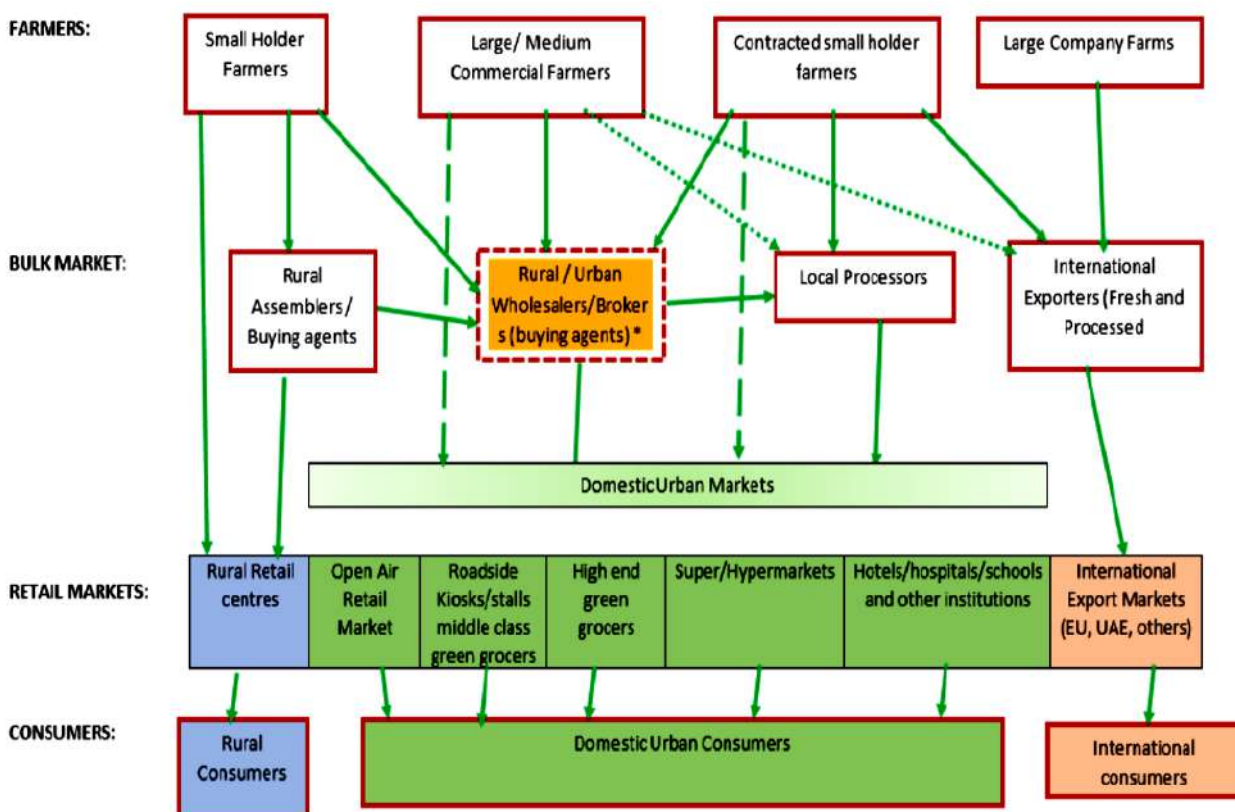 FARMERS:
Small Holder
Farmers
Large/ Medium
Commercial Farmers
Contracted small holder
farmers
Large Company Farms
BULK MARKET:
Rural
Assemblers/
Buying agents
Rural / Urban
Wholesalers/Broker
s (buying agents) *
Local Processors
International
Exporters (Fresh and
Processed
Domestic Urban Markets
RETAIL MARKETS:
Rural Retail
centres
Open Air
Retail
Market
Roadside
Kiosks/stalls
middle class
green grocers
High end
green
grocers
Super/Hypermarkets
Hotels/hospitals/schools
and other institutions
International
Export Markets
(EU, UAE, others)
CONSUMERS:
Rural
Consumers
Domestic Urban Consumers
International
consumers